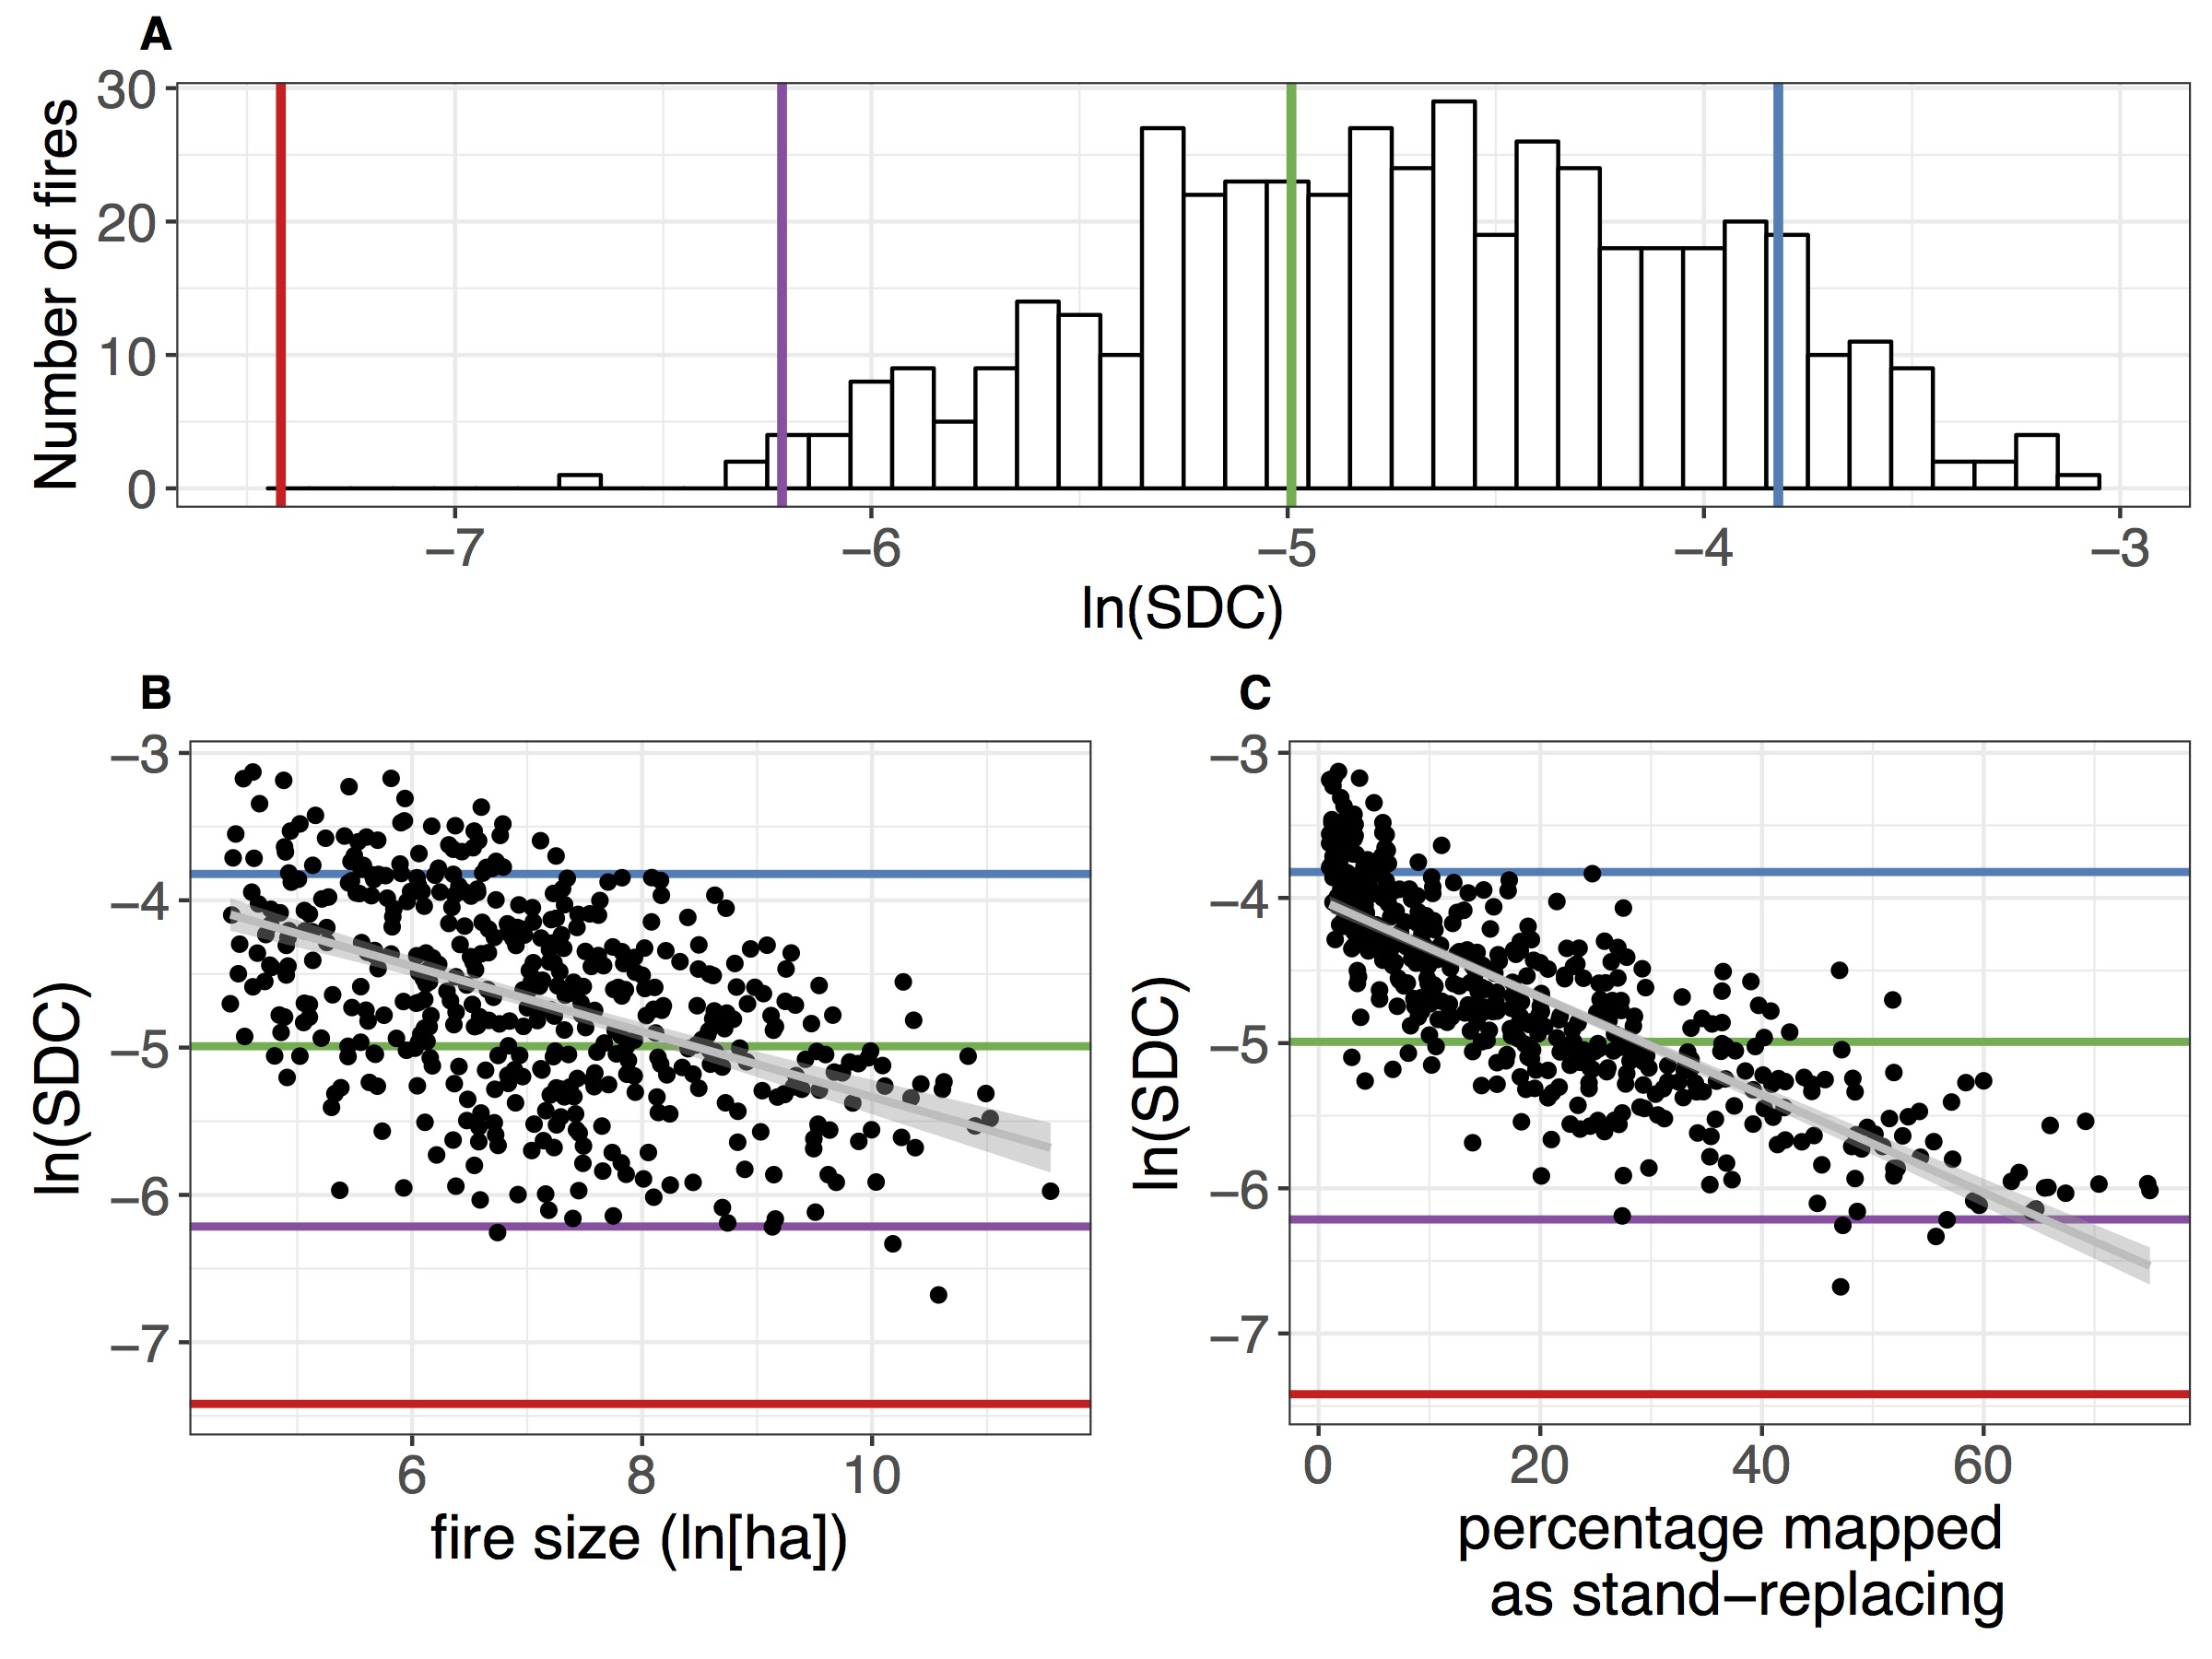 A
Number of fires
30
20
10
0
−7 −6 −5 −4 −3
ln(SDC)
B
ln(SDC)
−3
−4
−5
−6
−7
6 8 10
fire size (ln[ha])
C
ln(SDC)
−3
−4
−5
−6
−7
0 20 40 60
percentage mapped
as stand−replacing